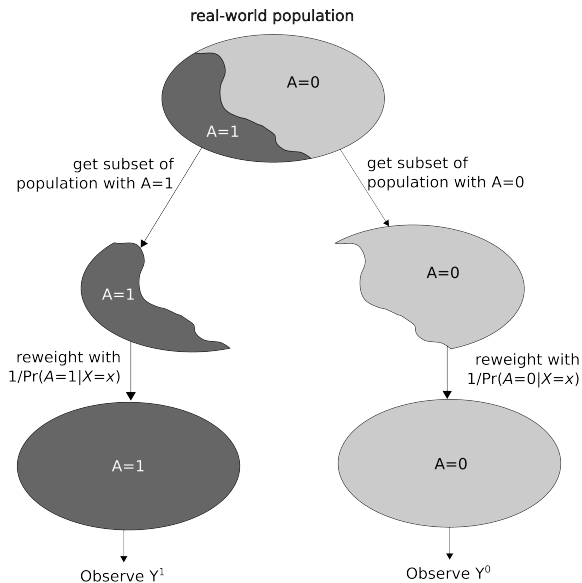 real-world population
A=0
A=1
get subset of
population with A=1
get subset of
population with A=0
A=1
A=0
reweight with
1/Pr(A=1|X=x)
reweight with
1/Pr(A=0|X=x)
A=1
A=0
Observe Y¹
Observe Y⁰